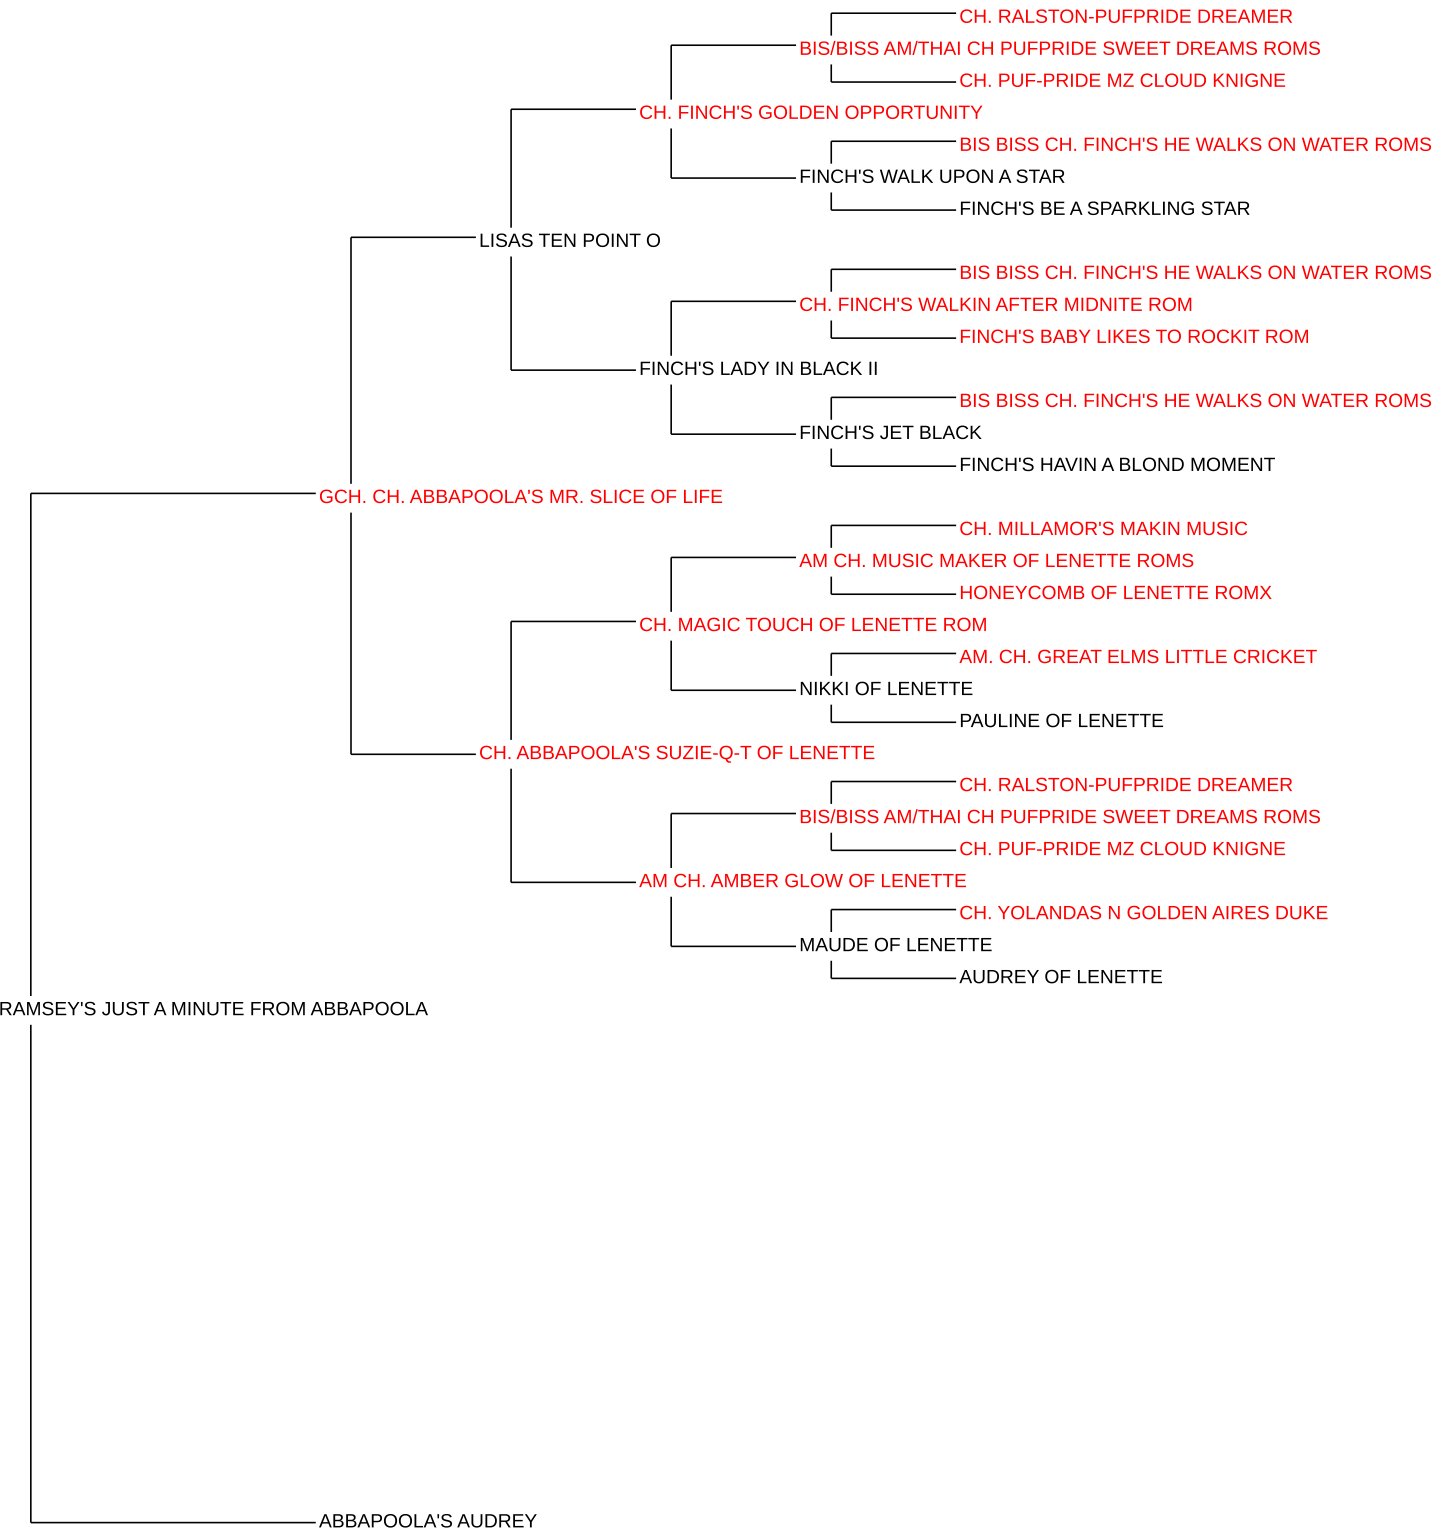 CH. RALSTON-PUFPRIDE DREAMER
BIS/BISS AM/THAI CH PUFPRIDE SWEET DREAMS ROMS
CH. PUF-PRIDE MZ CLOUD KNIGNE
CH. FINCH'S GOLDEN OPPORTUNITY
BIS BISS CH. FINCH'S HE WALKS ON WATER ROMS
FINCH'S WALK UPON A STAR
FINCH'S BE A SPARKLING STAR
LISAS TEN POINT O
BIS BISS CH. FINCH'S HE WALKS ON WATER ROMS
CH. FINCH'S WALKIN AFTER MIDNITE ROM
FINCH'S BABY LIKES TO ROCKIT ROM
FINCH'S LADY IN BLACK II
BIS BISS CH. FINCH'S HE WALKS ON WATER ROMS
FINCH'S JET BLACK
FINCH'S HAVIN A BLOND MOMENT
GCH. CH. ABBAPOOLA'S MR. SLICE OF LIFE
CH. MILLAMOR'S MAKIN MUSIC
AM CH. MUSIC MAKER OF LENETTE ROMS
HONEYCOMB OF LENETTE ROMX
CH. MAGIC TOUCH OF LENETTE ROM
AM. CH. GREAT ELMS LITTLE CRICKET
NIKKI OF LENETTE
PAULINE OF LENETTE
CH. ABBAPOOLA'S SUZIE-Q-T OF LENETTE
CH. RALSTON-PUFPRIDE DREAMER
BIS/BISS AM/THAI CH PUFPRIDE SWEET DREAMS ROMS
CH. PUF-PRIDE MZ CLOUD KNIGNE
AM CH. AMBER GLOW OF LENETTE
CH. YOLANDAS N GOLDEN AIRES DUKE
MAUDE OF LENETTE
AUDREY OF LENETTE
RAMSEY'S JUST A MINUTE FROM ABBAPOOLA
ABBAPOOLA'S AUDREY